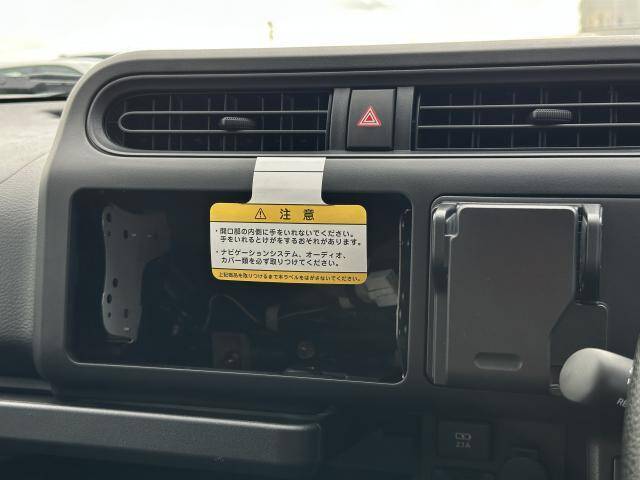 ⚠ 注意
・開口部の内側に手をいれないでください。
手をいれるとけがをするおそれがあります。
・ナビゲーションシステム、オーディオ、
カバー類を必ず取りつけてください。
上記商品を取りつけるまで本ラベルをはがさないでください。
2.1A
RE